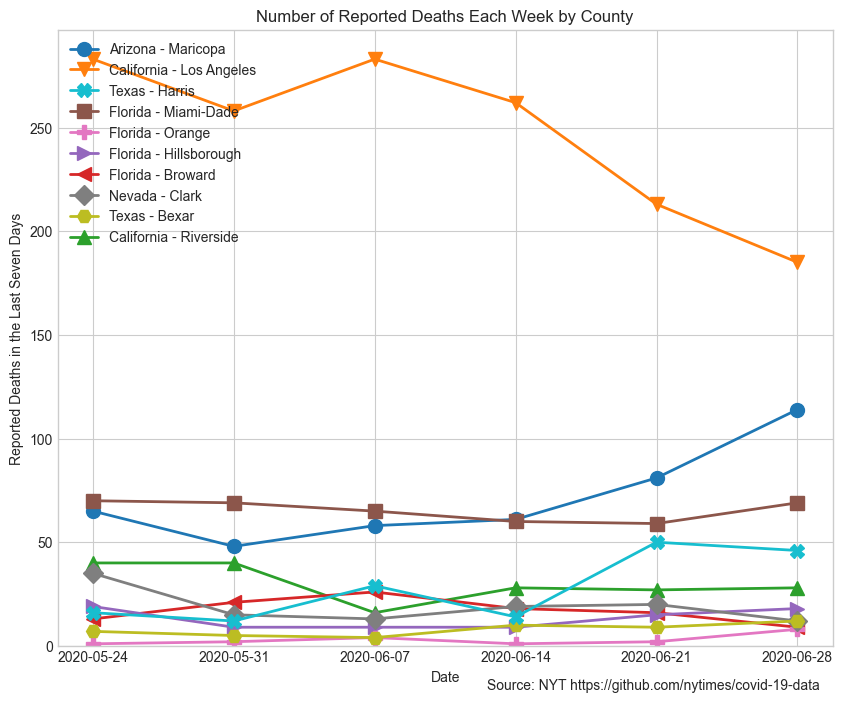 Number of Reported Deaths Each Week by County
Arizona - Maricopa
California - Los Angeles
Texas - Harris
Florida - Miami-Dade
Florida - Orange
Florida - Hillsborough
Florida - Broward
Nevada - Clark
Texas - Bexar
California - Riverside
Reported Deaths in the Last Seven Days
250
200
150
100
50
0
2020-05-24 2020-05-31 2020-06-07 2020-06-14 2020-06-21 2020-06-28
Date
Source: NYT https://github.com/nytimes/covid-19-data